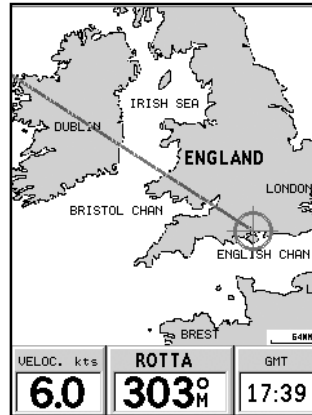 IRISH SEA
DUBLIN
ENGLAND
LONDON
BRISTOL CHAN
ENGLISH CHAN
L
BREST
64NM
VELOC. kts
ROTTA
GMT
6.0
303°M
17:39